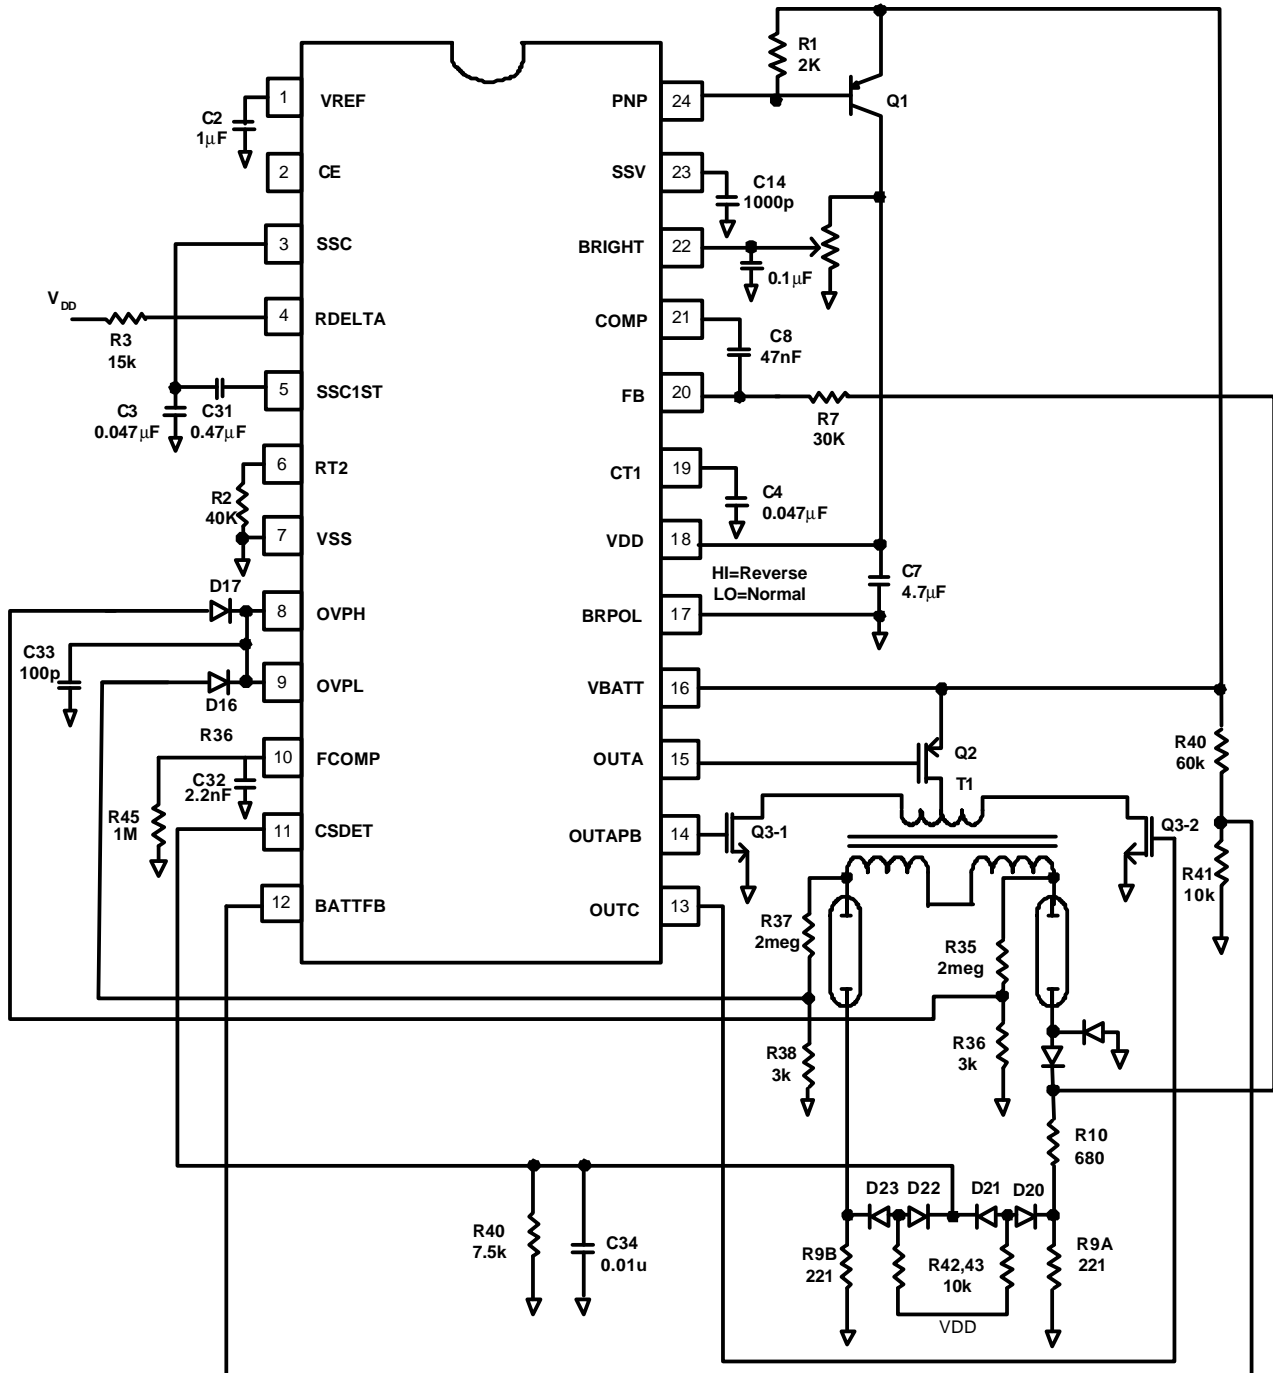 R1
2K
1 VREF
PNP 24
Q1
C2
1μF
2 CE
SSV 23
C14
1000p
3 SSC
BRIGHT 22
0.1μF
V DD
R3
15k
4 RDELTA
COMP 21
C8
47nF
5 SSC1ST
FB 20
C3
0.047μF
C31
0.47μF
R7
30K
6 RT2
CT1 19
R2
40K
C4
0.047μF
7 VSS
VDD 18
HI=Reverse
LO=Normal
C7
4.7μF
D17
8 OVPH
BRPOL 17
C33
100p
9 OVPL
VBATT 16
D16
R36
10 FCOMP
OUTA 15
Q2
T1
R40
60k
C32
2.2nF
R45
1M
11 CSDET
OUTAPB 14
Q3-1
Q3-2
R41
10k
12 BATTFB
OUTC 13
R37
2meg
R35
2meg
R38
3k
R36
3k
R10
680
D23
D22
D21
D20
R40
7.5k
C34
0.01u
R9B
221
R42,43
10k
R9A
221
VDD